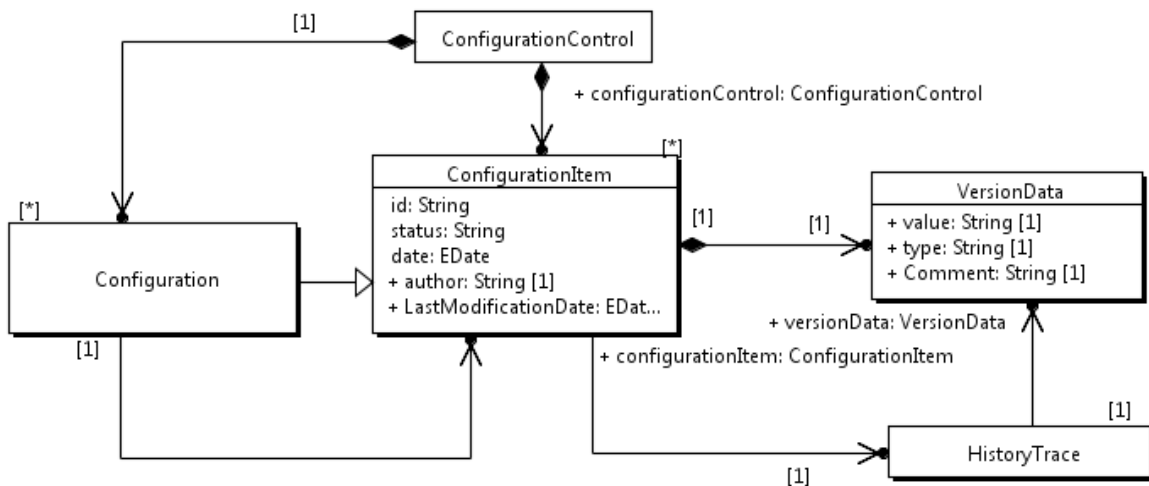 [1]
ConfigurationControl
+ configurationControl: ConfigurationControl
[*]
ConfigurationItem
id: String
status: String
date: EDate
+ author: String [1]
+ LastModificationDate: EDat...
[1]
[1]
VersionData
+ value: String [1]
+ type: String [1]
+ Comment: String [1]
[*]
Configuration
[1]
+ versionData: VersionData
+ configurationItem: ConfigurationItem
[1]
HistoryTrace
[1]